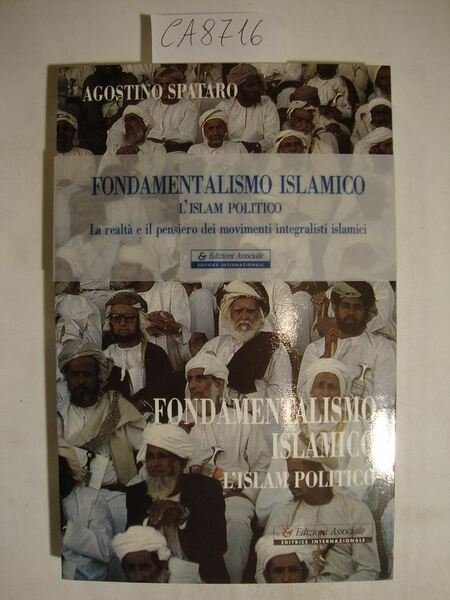 CA8716
AGOSTINO SPATARO
FONDAMENTALISMO ISLAMICO
L'ISLAM POLITICO
La realtà e il pensiero dei movimenti integralisti islamici
& Edizioni Associate
EDITRICE INTERNAZIONALE
FONDAMENTALISMO
ISLAMICO
L'ISLAM POLITICO
& Edizioni Associate
EDITRICE INTERNAZIONALE